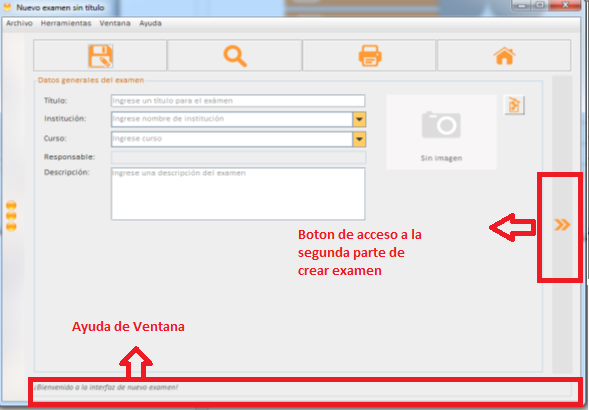 Nuevo examen sin título
Archivo Herramientas Ventana Ayuda
Datos generales del examen
Título: Ingrese un título para el exámen
Institución: Ingrese nombre de institución
Curso: Ingrese curso
Responsable:
Descripción: Ingrese una descripción del examen
Sin imagen
Boton de acceso a la
segunda parte de
crear examen
Ayuda de Ventana
¡Bienvenido a la interfaz de nuevo examen!